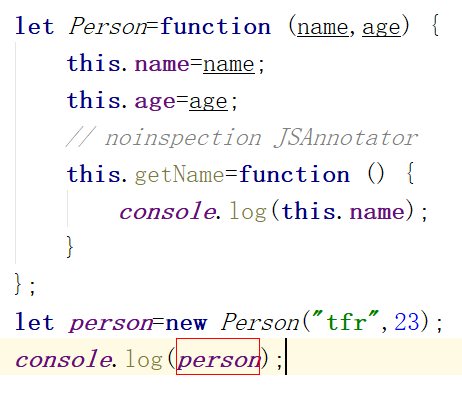 let Person=function (name,age) {
    this.name=name;
    this.age=age;
    // noinspection JSAnnotator
    this.getName=function () {
        console.log(this.name);
    }
};
let person=new Person("tfr",23);
console.log(person);